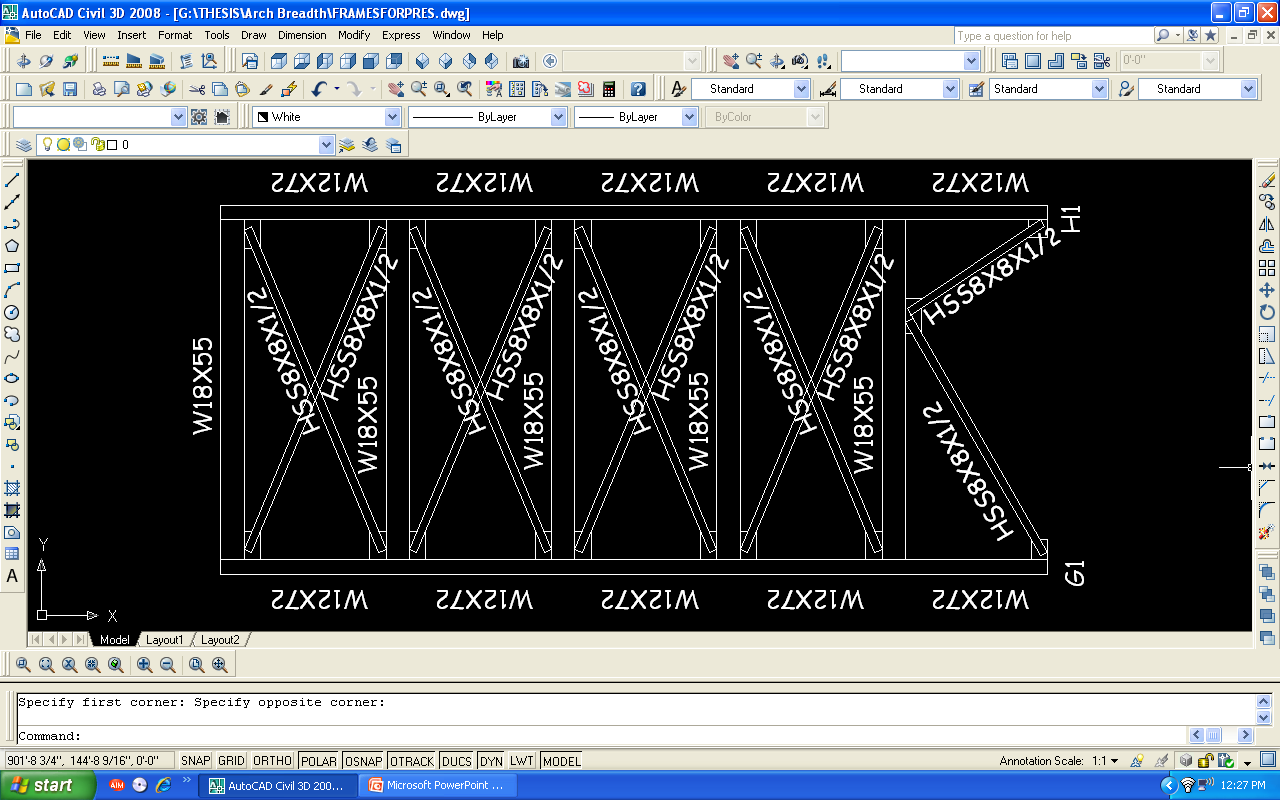 AutoCAD Civil 3D 2008 - [G:\THESIS\Arch Breadth\FRAMESFORPRES.dwg]
File Edit View Insert Format Tools Draw Dimension Modify Express Window Help
Type a question for help
0'-0"
Standard Standard Standard Standard
White ByLayer ByLayer ByColor
0
W12X72 W12X72 W12X72 W12X72 W12X72
H1
HSS8X8X1/2 HSS8X8X1/2 HSS8X8X1/2 HSS8X8X1/2 HSS8X8X1/2 HSS8X8X1/2 HSS8X8X1/2 HSS8X8X1/2 HSS8X8X1/2
W18X55 W18X55 W18X55 W18X55 W18X55
HSS8X8X1/2
G1
W12X72 W12X72 W12X72 W12X72 W12X72
Y
X
A
Model Layout1 Layout2
Specify first corner: Specify opposite corner:
Command:
901'-8 3/4", 144'-8 9/16", 0'-0" SNAP GRID ORTHO POLAR OSNAP OTRACK DUCS DYN LWT MODEL Annotation Scale: 1:1
start AIM AutoCAD Civil 3D 200... Microsoft PowerPoint ... 12:27 PM